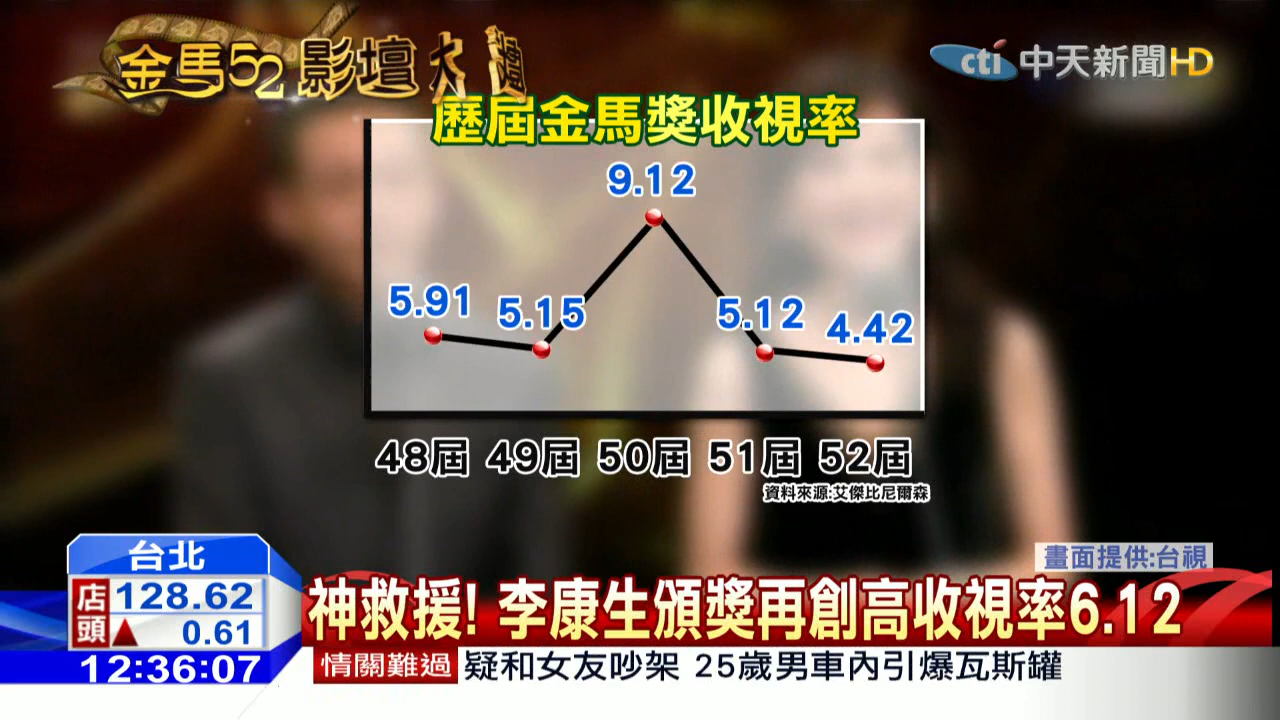 金馬52影壇大
cti 中天新聞HD
歷屆金馬獎收視率
9.12
5.91 5.15 5.12 4.42
48屆 49屆 50屆 51屆 52屆
資料來源:艾傑比尼爾森
畫面提供:台視
台北
店頭 128.62
▲ 0.61
神救援! 李康生頒獎再創高收視率6.12
12:36:07
情關難過 疑和女友吵架 25歲男車內引爆瓦斯罐